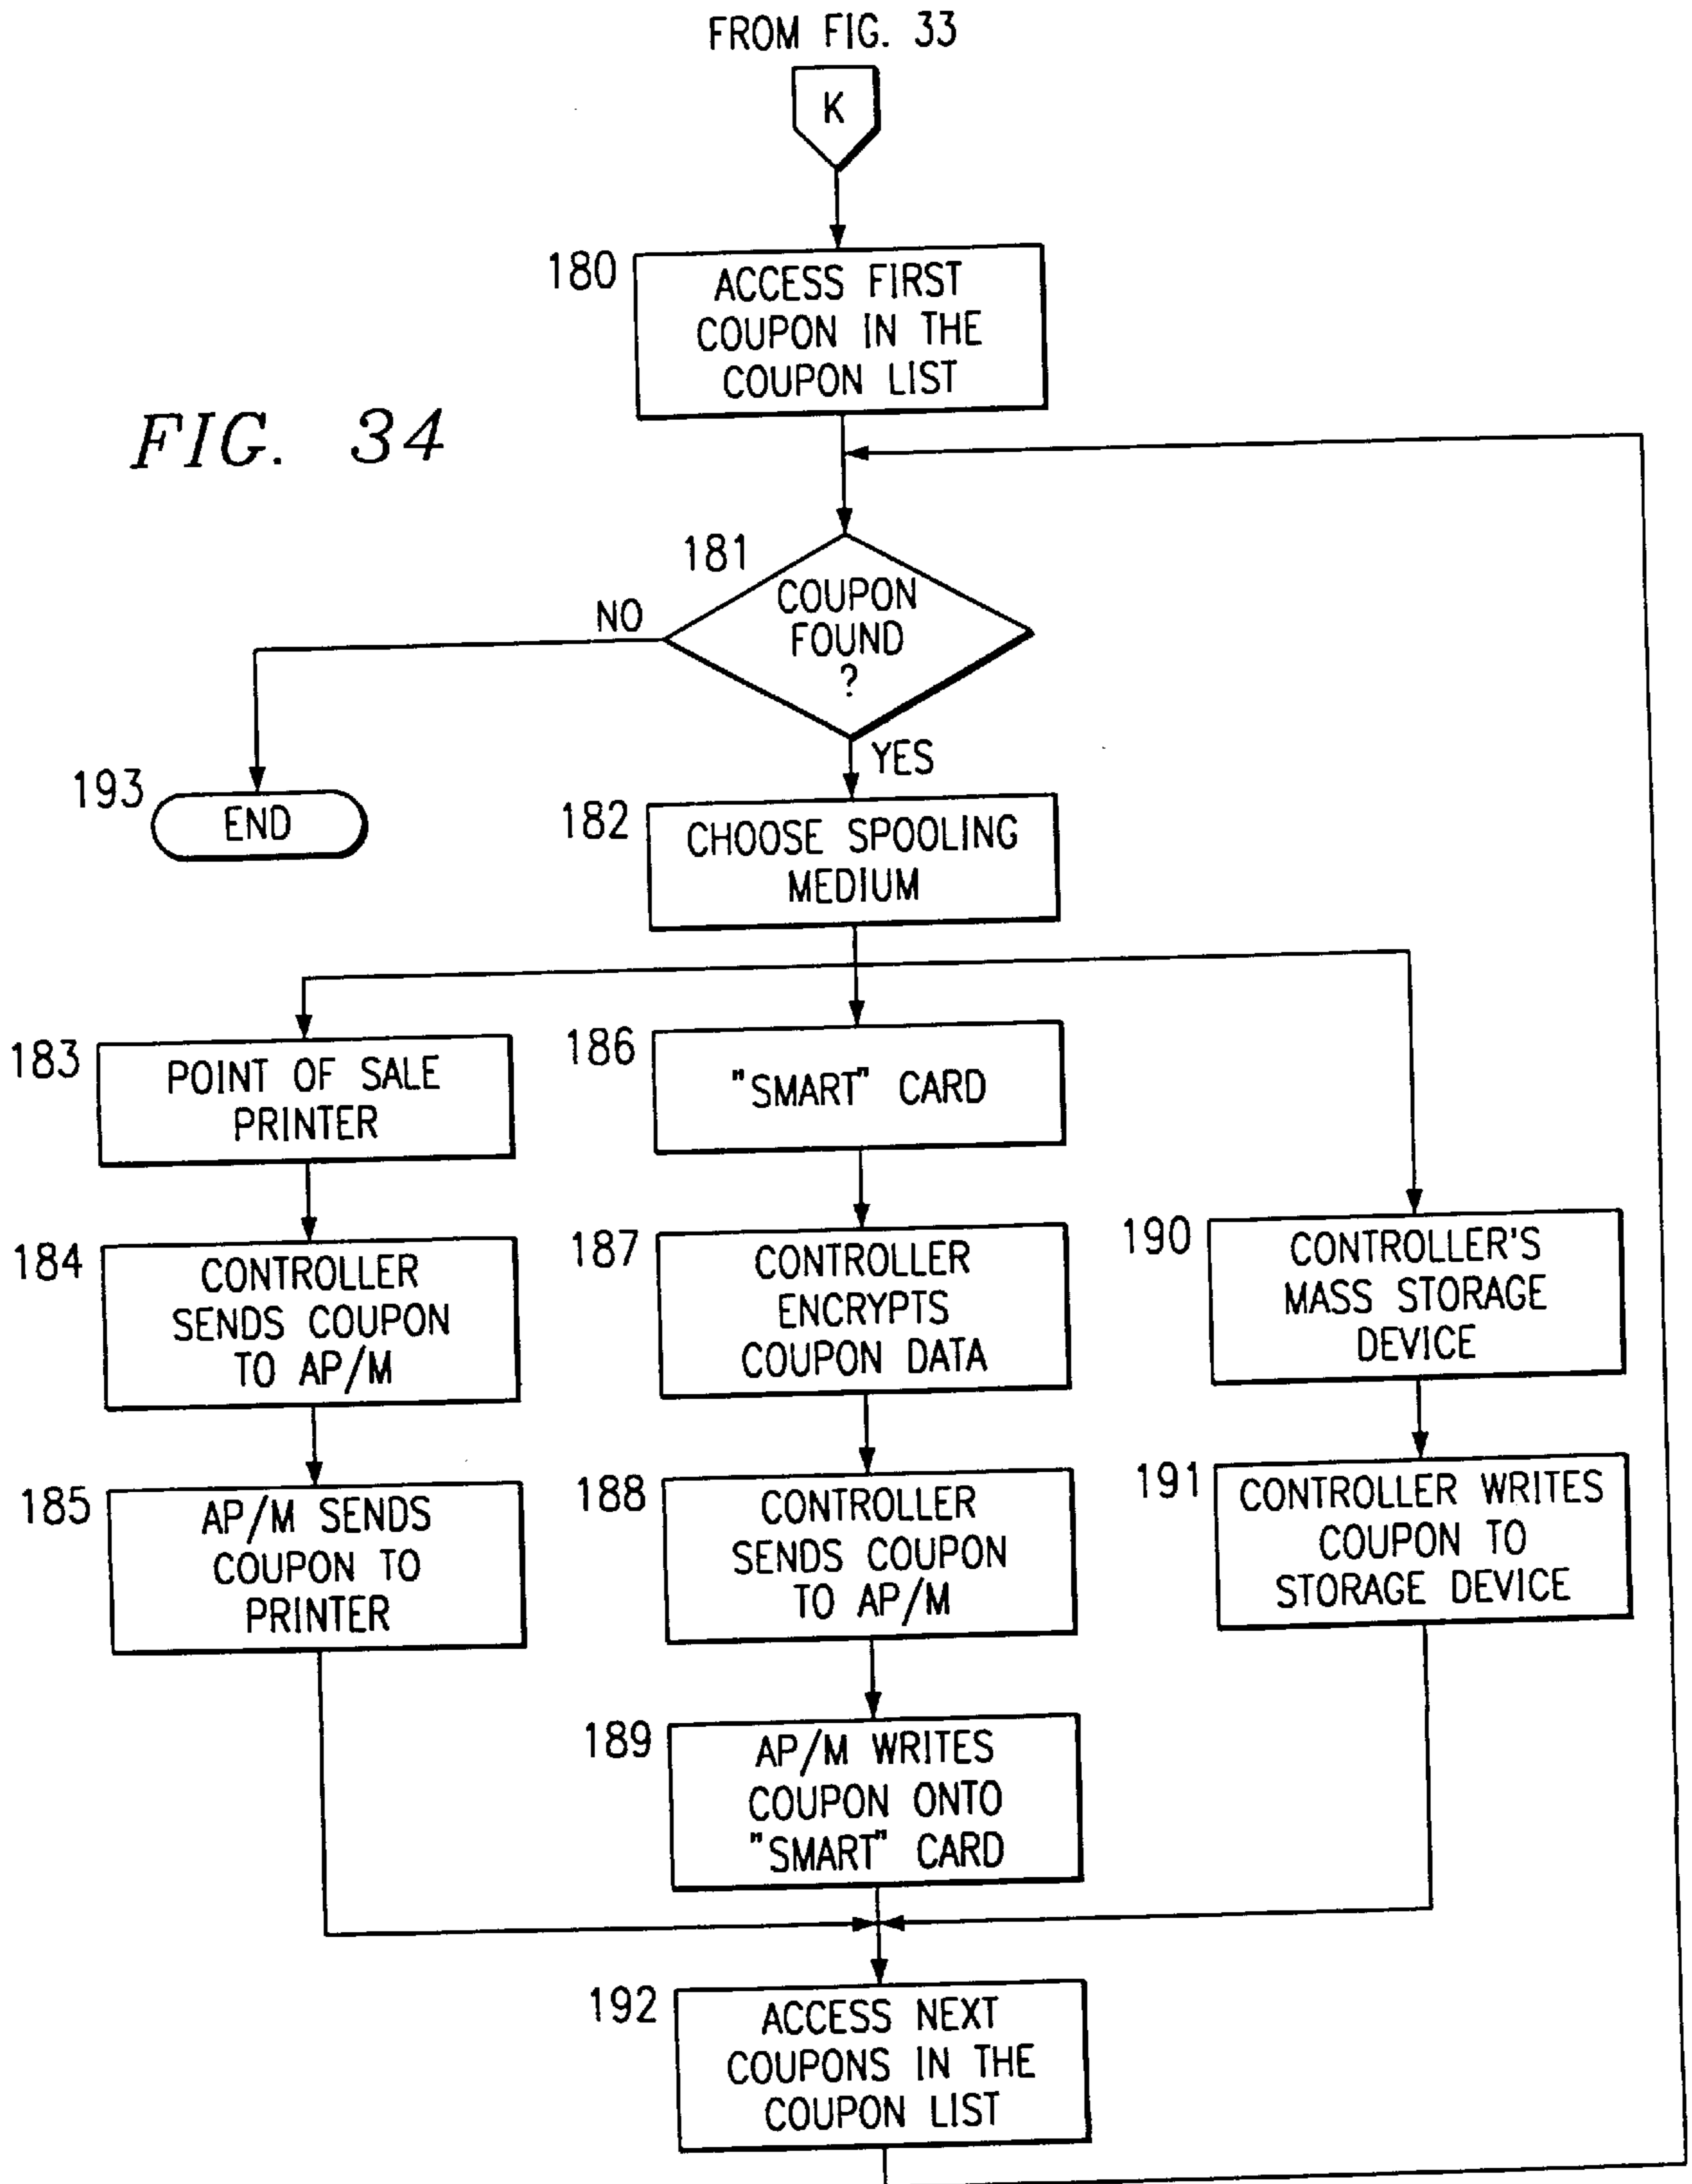 FROM FIG. 33
K
180
ACCESS FIRST
COUPON IN THE
COUPON LIST
FIG. 34
181
COUPON
FOUND
?
NO
YES
193
END
182
CHOOSE SPOOLING
MEDIUM
183
POINT OF SALE
PRINTER
184
CONTROLLER
SENDS COUPON
TO AP/M
185
AP/M SENDS
COUPON TO
PRINTER
186
"SMART" CARD
187
CONTROLLER
ENCRYPTS
COUPON DATA
188
CONTROLLER
SENDS COUPON
TO AP/M
189
AP/M WRITES
COUPON ONTO
"SMART" CARD
190
CONTROLLER'S
MASS STORAGE
DEVICE
191
CONTROLLER WRITES
COUPON TO
STORAGE DEVICE
192
ACCESS NEXT
COUPONS IN THE
COUPON LIST